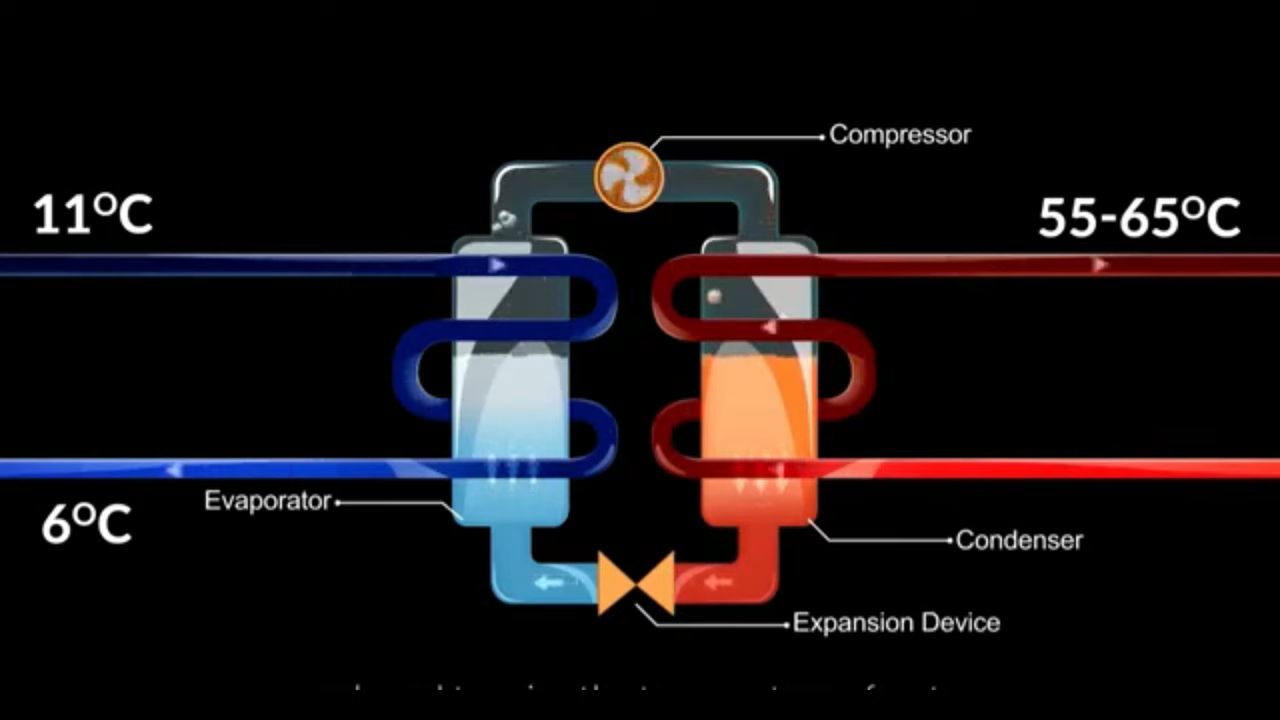 Compressor
11°C
55-65°C
Evaporator
6°C
Condenser
Expansion Device